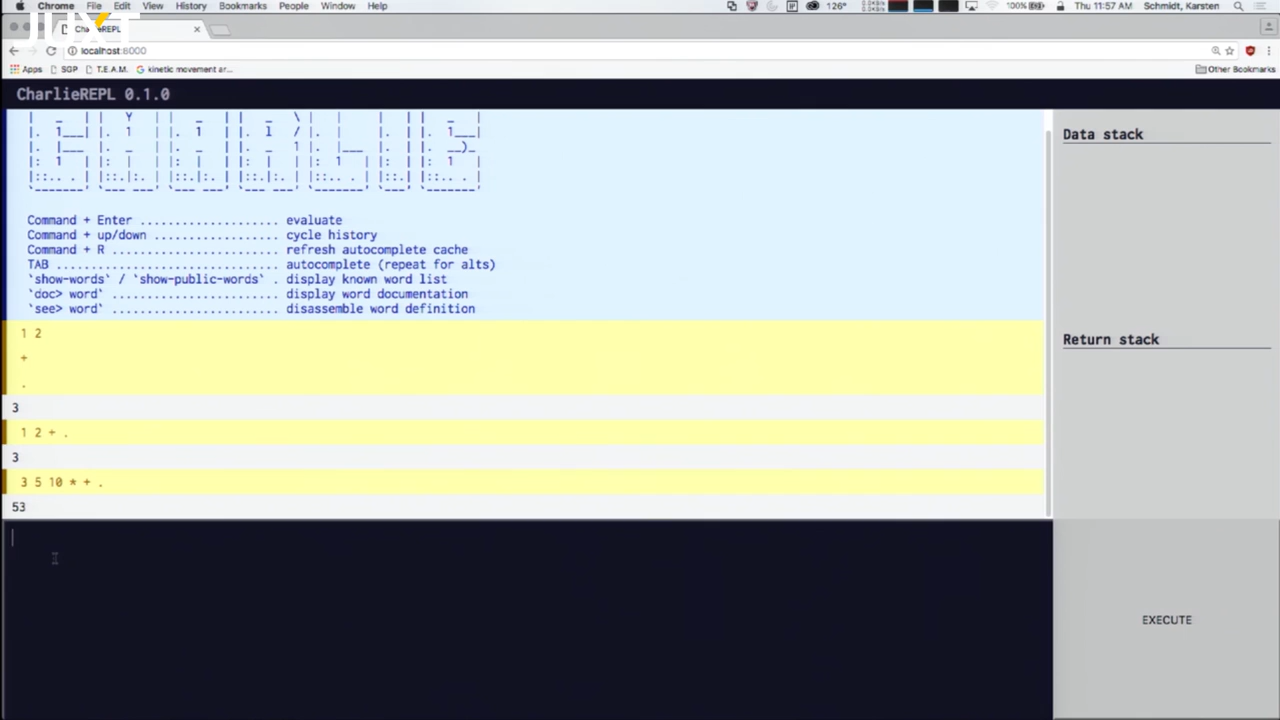 Chrome File Edit View History Bookmarks People Window Help 126° 100% Thu 11:57 AM Schmidt, Karsten
JUXT
CharlieREPL
localhost:8000
Apps SGP T.E.A.M. kinetic movement ar... Other Bookmarks
CharlieREPL 0.1.0
Command + Enter .................... evaluate
Command + up/down .................. cycle history
Command + R ........................ refresh autocomplete cache
TAB ................................ autocomplete (repeat for alts)
`show-words` / `show-public-words` . display known word list
`doc> word` ........................ display word documentation
`see> word` ........................ disassemble word definition
1 2
+
.
3
1 2 + .
3
3 5 10 * + .
53
Data stack
Return stack
EXECUTE